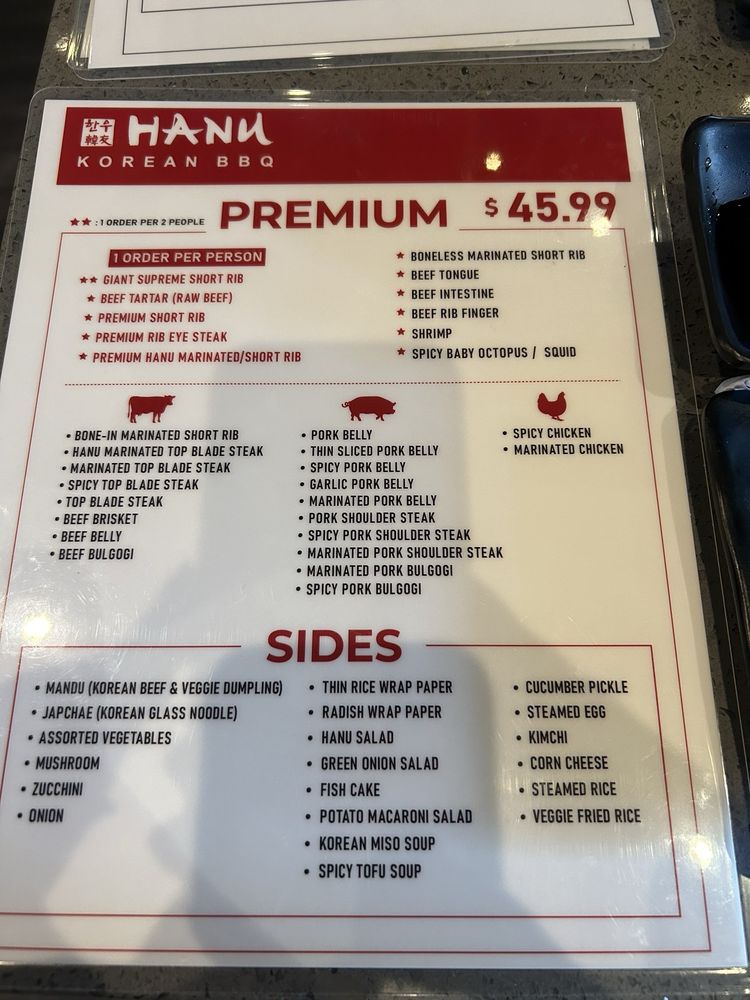 한우
韓友
HANU
KOREAN BBQ
★★ : 1 ORDER PER 2 PEOPLE
PREMIUM
$ 45.99
1 ORDER PER PERSON
★★ GIANT SUPREME SHORT RIB
★ BEEF TARTAR (RAW BEEF)
★ PREMIUM SHORT RIB
★ PREMIUM RIB EYE STEAK
★ PREMIUM HANU MARINATED/SHORT RIB
★ BONELESS MARINATED SHORT RIB
★ BEEF TONGUE
★ BEEF INTESTINE
★ BEEF RIB FINGER
★ SHRIMP
★ SPICY BABY OCTOPUS / SQUID
• BONE-IN MARINATED SHORT RIB
• HANU MARINATED TOP BLADE STEAK
• MARINATED TOP BLADE STEAK
• SPICY TOP BLADE STEAK
• TOP BLADE STEAK
• BEEF BRISKET
• BEEF BELLY
• BEEF BULGOGI
• PORK BELLY
• THIN SLICED PORK BELLY
• SPICY PORK BELLY
• GARLIC PORK BELLY
• MARINATED PORK BELLY
• PORK SHOULDER STEAK
• SPICY PORK SHOULDER STEAK
• MARINATED PORK SHOULDER STEAK
• MARINATED PORK BULGOGI
• SPICY PORK BULGOGI
• SPICY CHICKEN
• MARINATED CHICKEN
SIDES
• MANDU (KOREAN BEEF & VEGGIE DUMPLING)
• JAPCHAE (KOREAN GLASS NOODLE)
• ASSORTED VEGETABLES
• MUSHROOM
• ZUCCHINI
• ONION
• THIN RICE WRAP PAPER
• RADISH WRAP PAPER
• HANU SALAD
• GREEN ONION SALAD
• FISH CAKE
• POTATO MACARONI SALAD
• KOREAN MISO SOUP
• SPICY TOFU SOUP
• CUCUMBER PICKLE
• STEAMED EGG
• KIMCHI
• CORN CHEESE
• STEAMED RICE
• VEGGIE FRIED RICE